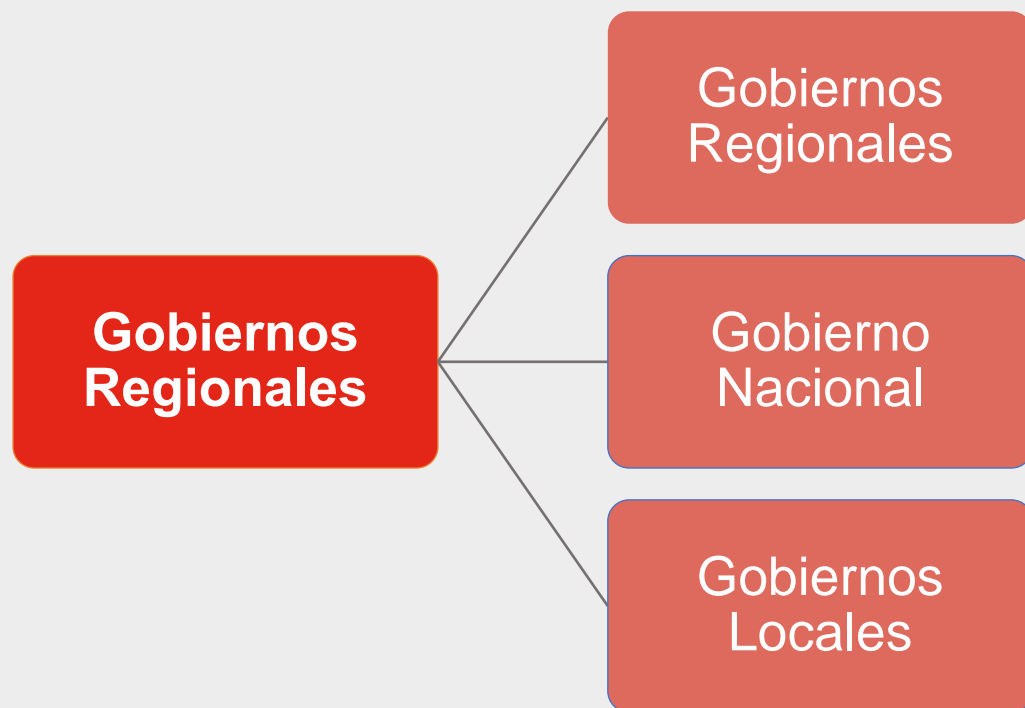 Gobiernos
Regionales
Gobiernos
Regionales
Gobierno
Nacional
Gobiernos
Locales